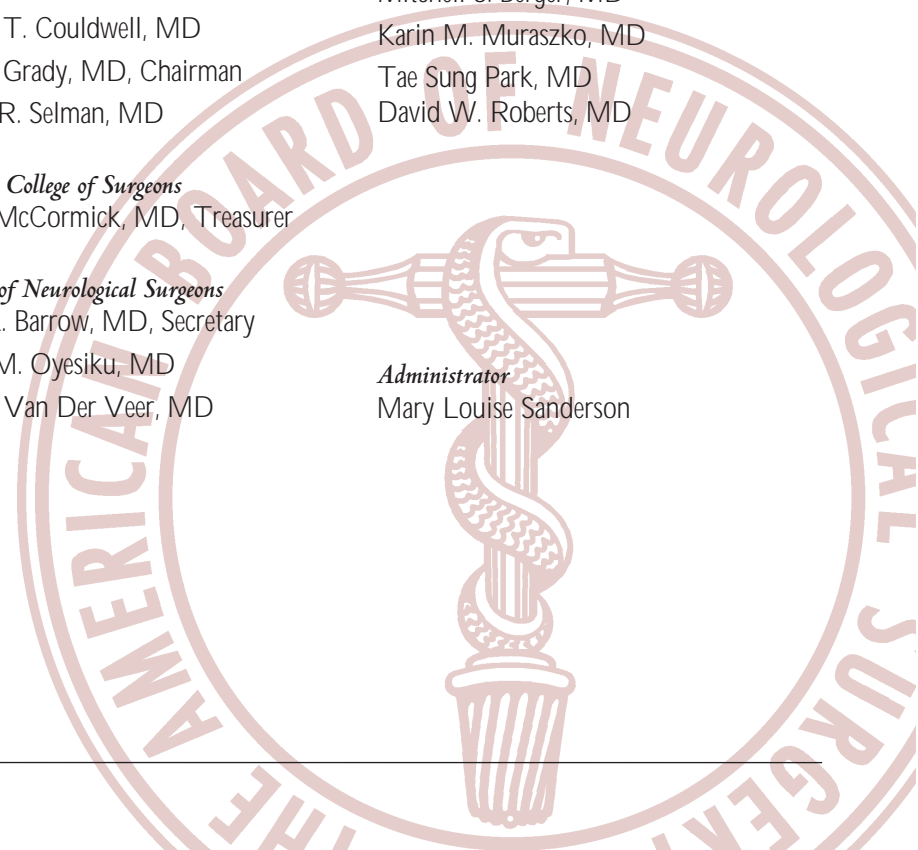 T. Couldwell, MD
Grady, MD, Chairman
R. Selman, MD
College of Surgeons
McCormick, MD, Treasurer
of Neurological Surgeons
. Barrow, MD, Secretary
M. Oyesiku, MD
Van Der Veer, MD
Karin M. Muraszko, MD
Tae Sung Park, MD
David W. Roberts, MD
Administrator
Mary Louise Sanderson
THE AMERICAN BOARD OF NEUROLOGICAL SURGERY